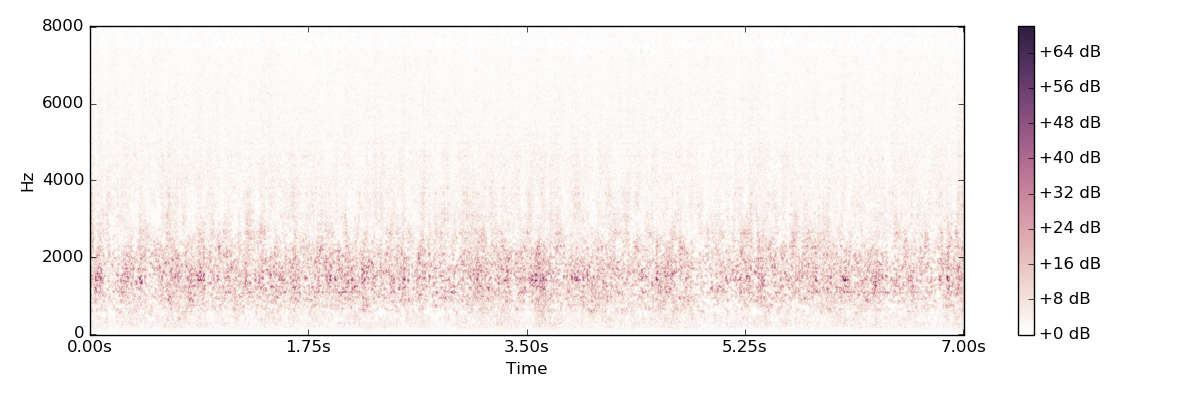 8000
6000
4000
2000
0
Hz
0.00s 1.75s 3.50s 5.25s 7.00s
Time
+64 dB
+56 dB
+48 dB
+40 dB
+32 dB
+24 dB
+16 dB
+8 dB
+0 dB